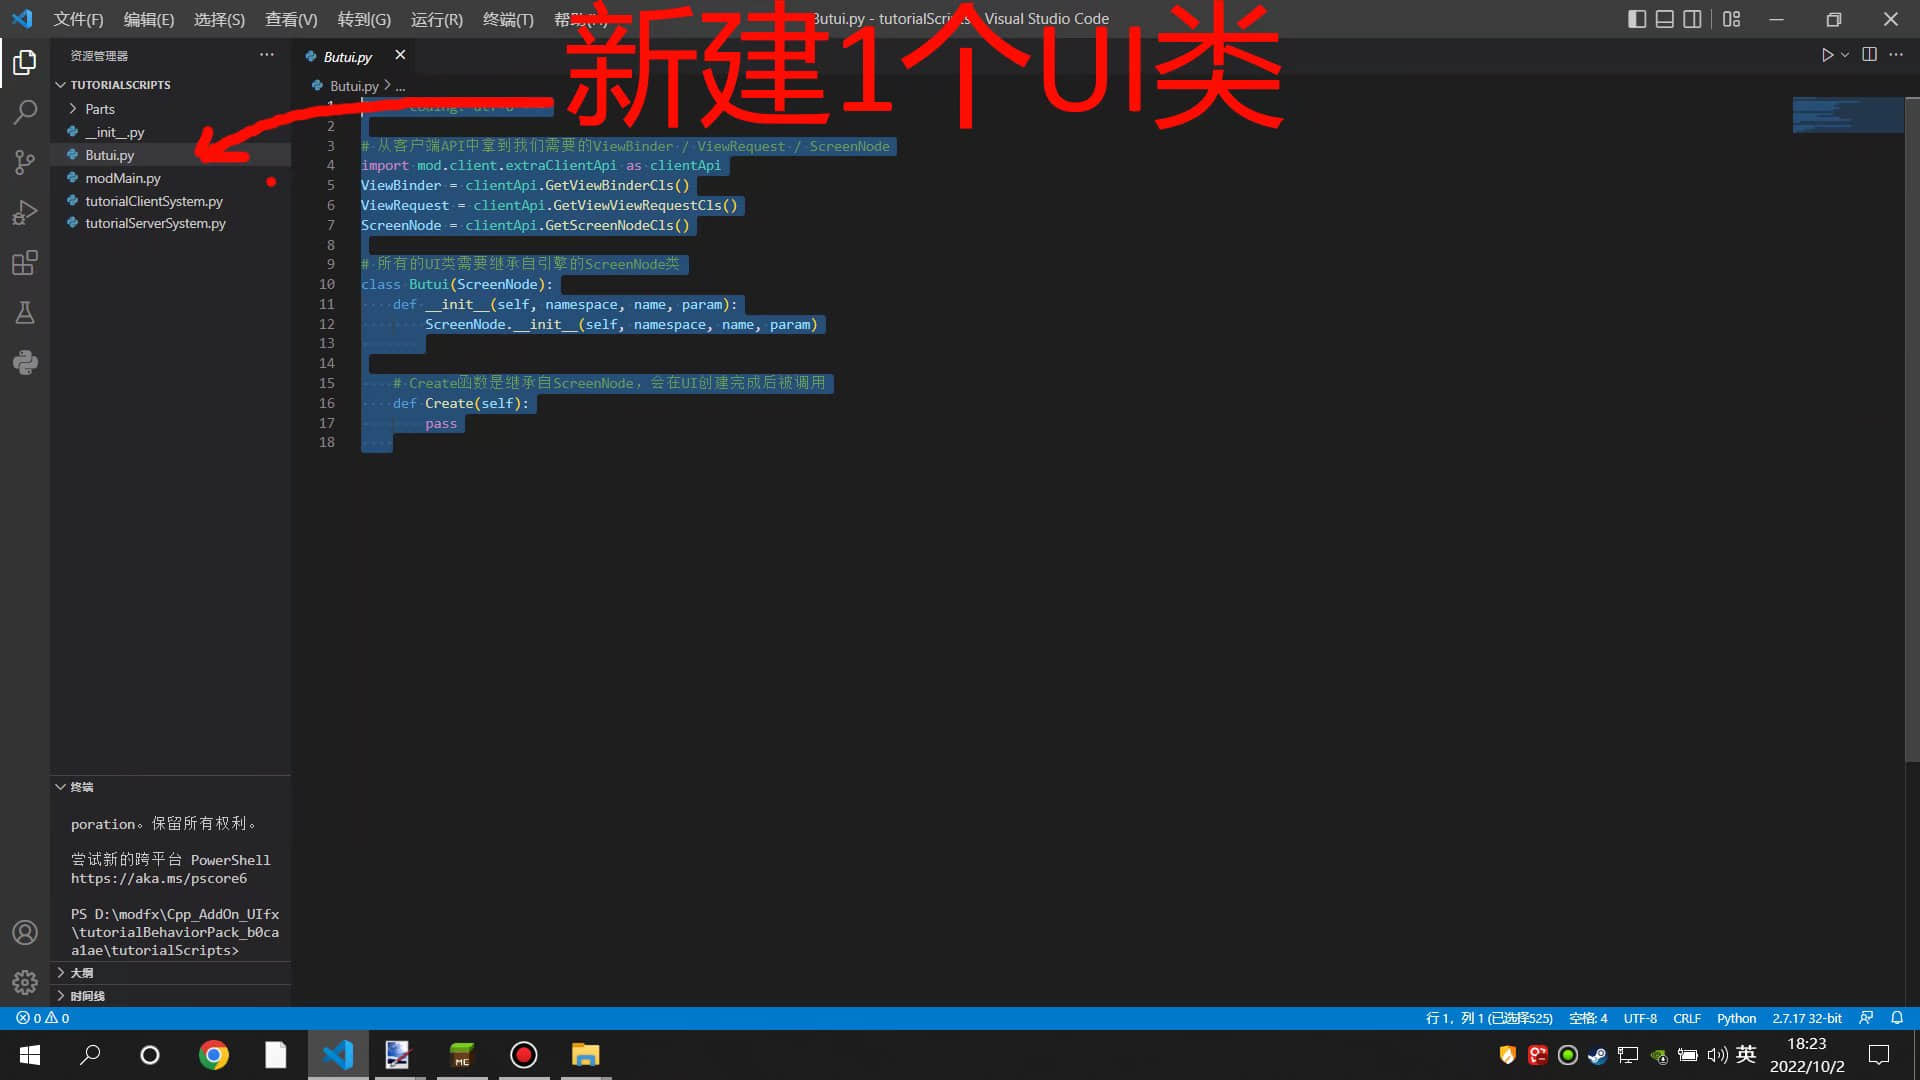 文件(F) 编辑(E) 选择(S) 查看(V) 转到(G) 运行(R) 终端(T)
Butui.py - tutorialScripts - Visual Studio Code
新建1个UI类
资源管理器
TUTORIALSCRIPTS
Parts
__init__.py
Butui.py
modMain.py
tutorialClientSystem.py
tutorialServerSystem.py
Butui.py
Butui.py > ...
1
2
3 # 从客户端API中拿到我们需要的ViewBinder / ViewRequest / ScreenNode
4 import mod.client.extraClientApi as clientApi
5 ViewBinder = clientApi.GetViewBinderCls()
6 ViewRequest = clientApi.GetViewViewRequestCls()
7 ScreenNode = clientApi.GetScreenNodeCls()
8
9 # 所有的UI类需要继承自引擎的ScreenNode类
10 class Butui(ScreenNode):
11 def __init__(self, namespace, name, param):
12 ScreenNode.__init__(self, namespace, name, param)
13
14
15 # Create函数是继承自ScreenNode，会在UI创建完成后被调用
16 def Create(self):
17 pass
18
终端
poration。保留所有权利。
尝试新的跨平台 PowerShell
https://aka.ms/pscore6
PS D:\modfx\Cpp_AddOn_UIfx
\tutorialBehaviorPack_b0ca
a1ae\tutorialScripts>
大纲
时间线
0 0
行 1，列 1 (已选择525) 空格: 4 UTF-8 CRLF Python 2.7.17 32-bit
MC
英
18:23
2022/10/2